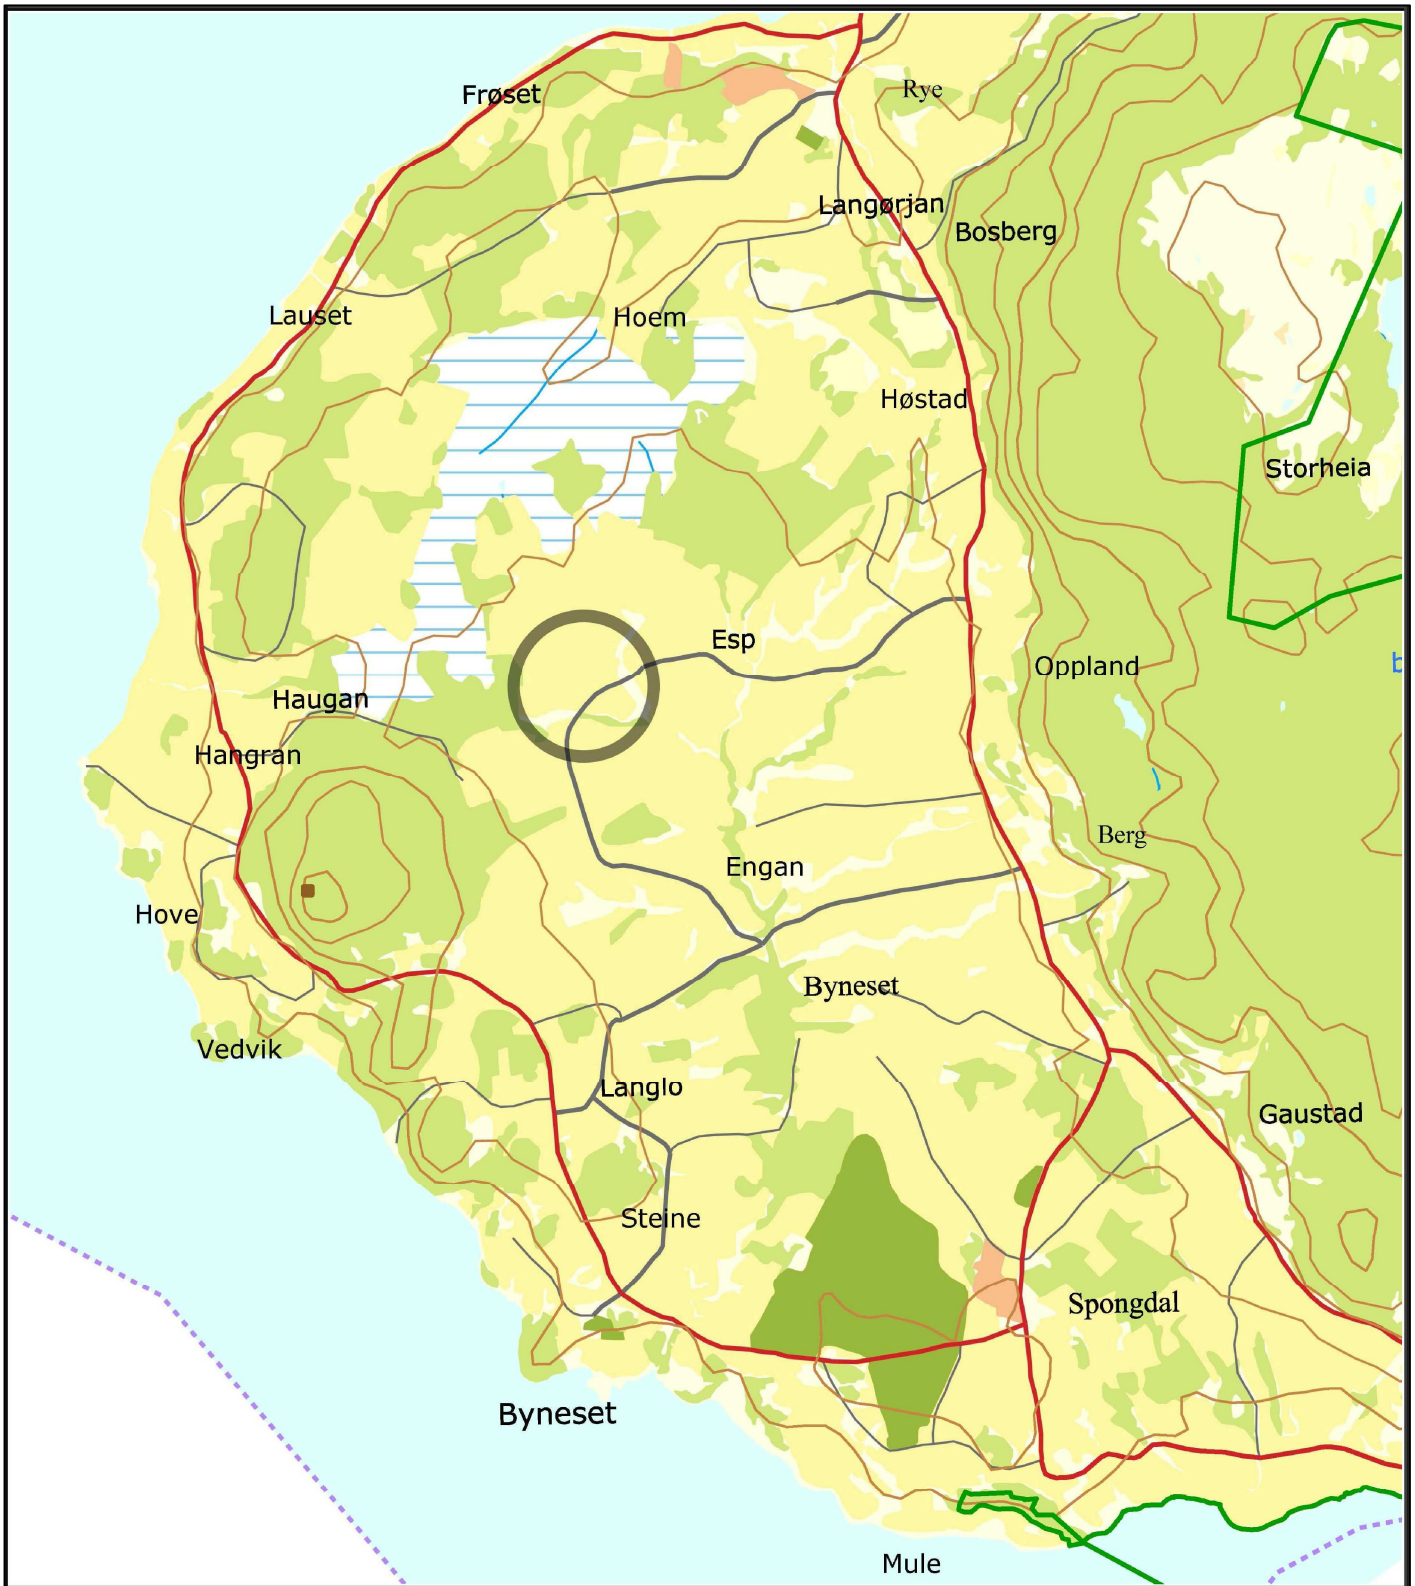 Rye
Frøset
Langørjan
Bosberg
Lauset
Hoem
Høstad
Storheia
Esp
Oppland
b
Haugan
Hangran
Berg
Engan
Hove
Byneset
Vedvik
Langlo
Gaustad
Steine
Spongdal
Byneset
Mule